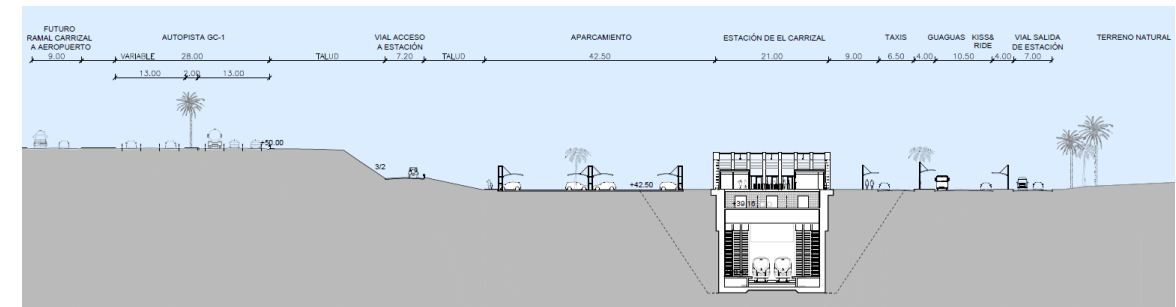 FUTURO
RAMAL CARRIZAL
A AEROPUERTO
AUTOPISTA GC-1
VIAL ACCESO
A ESTACIÓN
APARCAMIENTO
ESTACIÓN DE EL CARRIZAL
TAXIS
GUAGUAS
KISS&
RIDE
VIAL SALIDA
DE ESTACIÓN
TERRENO NATURAL
9.00
VARIABLE
28.00
TALUD
7.20
TALUD
42.50
21.00
9.00
6.50
4.00
10.50
4.00
7.00
13.00
2.00
13.00
+50.00
3/2
+42.50
+39.16